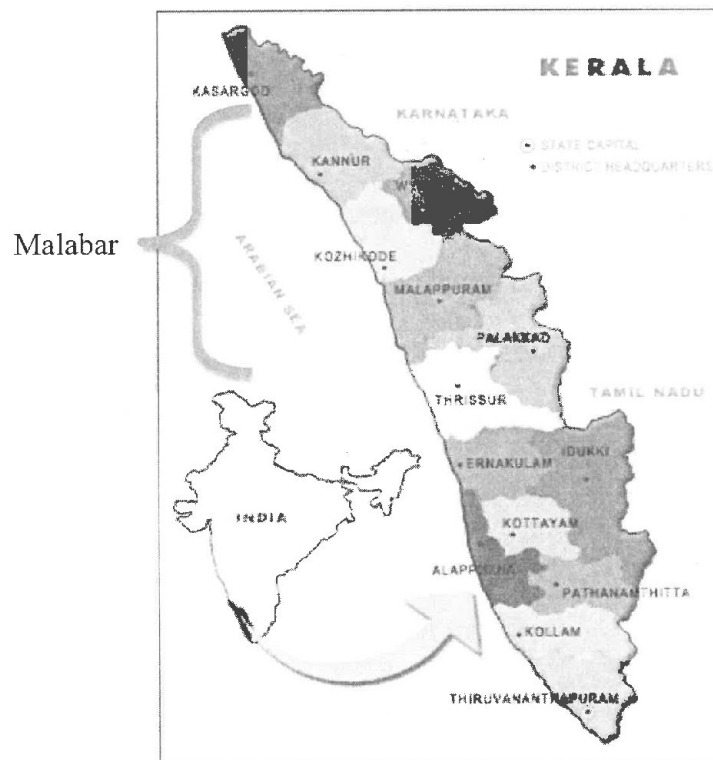 KERALA
KASARGOD
KARNATAKA
STATE CAPITAL
DISTRICT HEADQUARTERS
KANNUR
Malabar
ARABIAN SEA
KOZHIKODE
MALAPPURAM
PALAKKAD
TAMIL NADU
THRISSUR
ERNAKULAM
IDUKKI
INDIA
KOTTAYAM
PATHANAMTHITTA
KOLLAM
THIRUVANANTHAPURAM